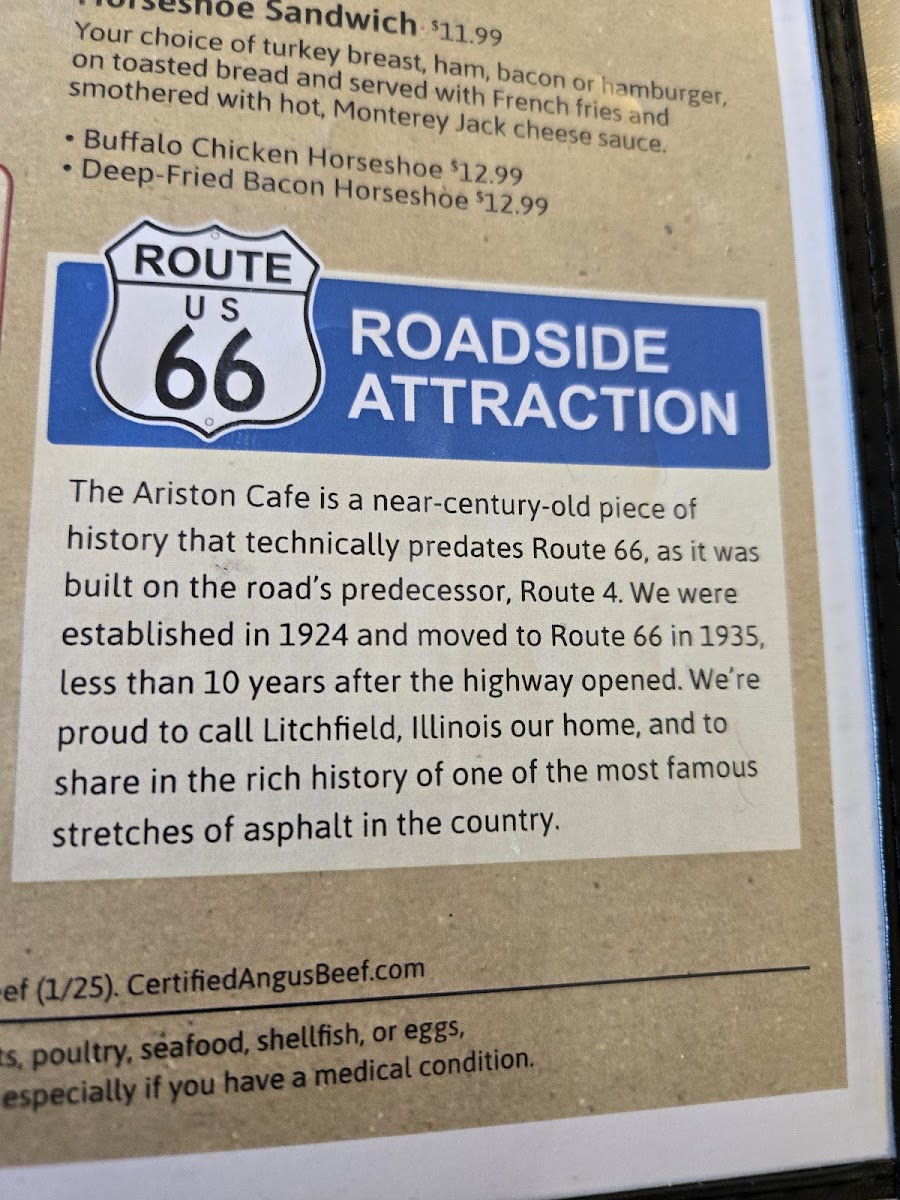 Horseshoe Sandwich $11.99
Your choice of turkey breast, ham, bacon or hamburger,
on toasted bread and served with French fries and
smothered with hot, Monterey Jack cheese sauce.
• Buffalo Chicken Horseshoe $12.99
• Deep-Fried Bacon Horseshoe $12.99
ROUTE
US
66
ROADSIDE
ATTRACTION
The Ariston Cafe is a near-century-old piece of
history that technically predates Route 66, as it was
built on the road's predecessor, Route 4. We were
established in 1924 and moved to Route 66 in 1935,
less than 10 years after the highway opened. We're
proud to call Litchfield, Illinois our home, and to
share in the rich history of one of the most famous
stretches of asphalt in the country.
(1/25). CertifiedAngusBeef.com
poultry, seafood, shellfish, or eggs,
especially if you have a medical condition.